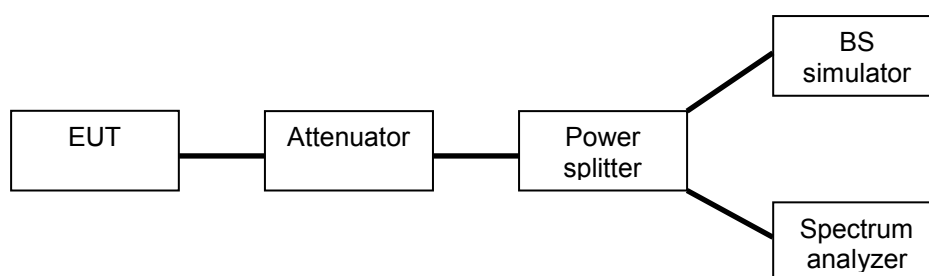 EUT
Attenuator
Power
splitter
BS
simulator
Spectrum
analyzer